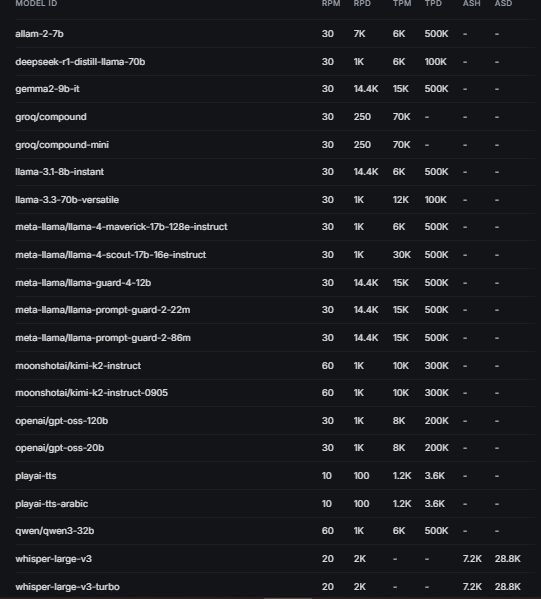 MODEL ID RPM RPD TPM TPD ASH ASD
allam-2-7b 30 7K 6K 500K - -
deepseek-r1-distill-llama-70b 30 1K 6K 100K - -
gemma2-9b-it 30 14.4K 15K 500K - -
groq/compound 30 250 70K - - -
groq/compound-mini 30 250 70K - - -
llama-3.1-8b-instant 30 14.4K 6K 500K - -
llama-3.3-70b-versatile 30 1K 12K 100K - -
meta-llama/llama-4-maverick-17b-128e-instruct 30 1K 6K 500K - -
meta-llama/llama-4-scout-17b-16e-instruct 30 1K 30K 500K - -
meta-llama/llama-guard-4-12b 30 14.4K 15K 500K - -
meta-llama/llama-prompt-guard-2-22m 30 14.4K 15K 500K - -
meta-llama/llama-prompt-guard-2-86m 30 14.4K 15K 500K - -
moonshotai/kimi-k2-instruct 60 1K 10K 300K - -
moonshotai/kimi-k2-instruct-0905 60 1K 10K 300K - -
openai/gpt-oss-120b 30 1K 8K 200K - -
openai/gpt-oss-20b 30 1K 8K 200K - -
playai-tts 10 100 1.2K 3.6K - -
playai-tts-arabic 10 100 1.2K 3.6K - -
qwen/qwen3-32b 60 1K 6K 500K - -
whisper-large-v3 20 2K - - 7.2K 28.8K
whisper-large-v3-turbo 20 2K - - 7.2K 28.8K